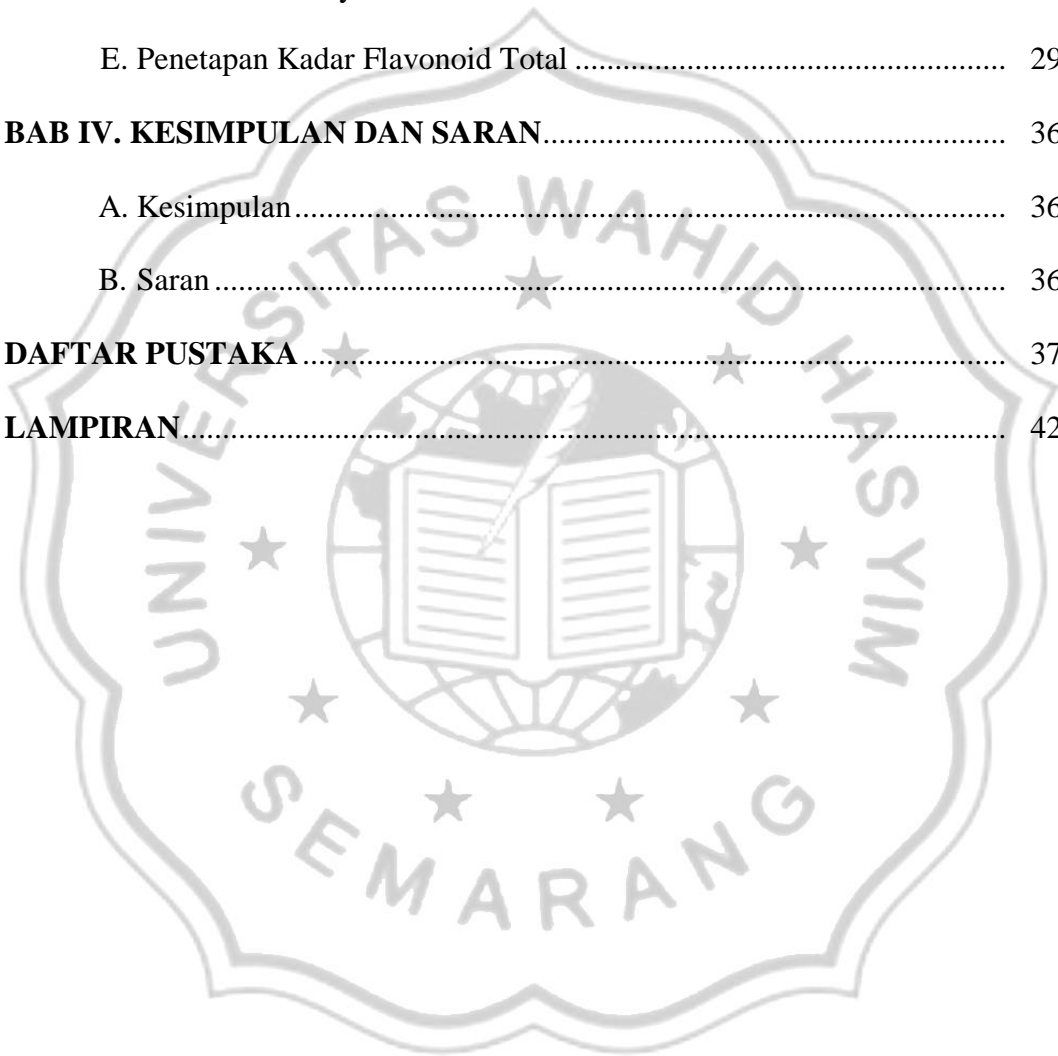 E. Penetapan Kadar Flavonoid Total ........................................................ 29
BAB IV. KESIMPULAN DAN SARAN............................................................ 36
A. Kesimpulan............................................................................................ 36
B. Saran ...................................................................................................... 36
DAFTAR PUSTAKA ........................................................................................... 37
LAMPIRAN........................................................................................................... 42
UNIVERSITAS WAHID HASYIM
SEMARANG